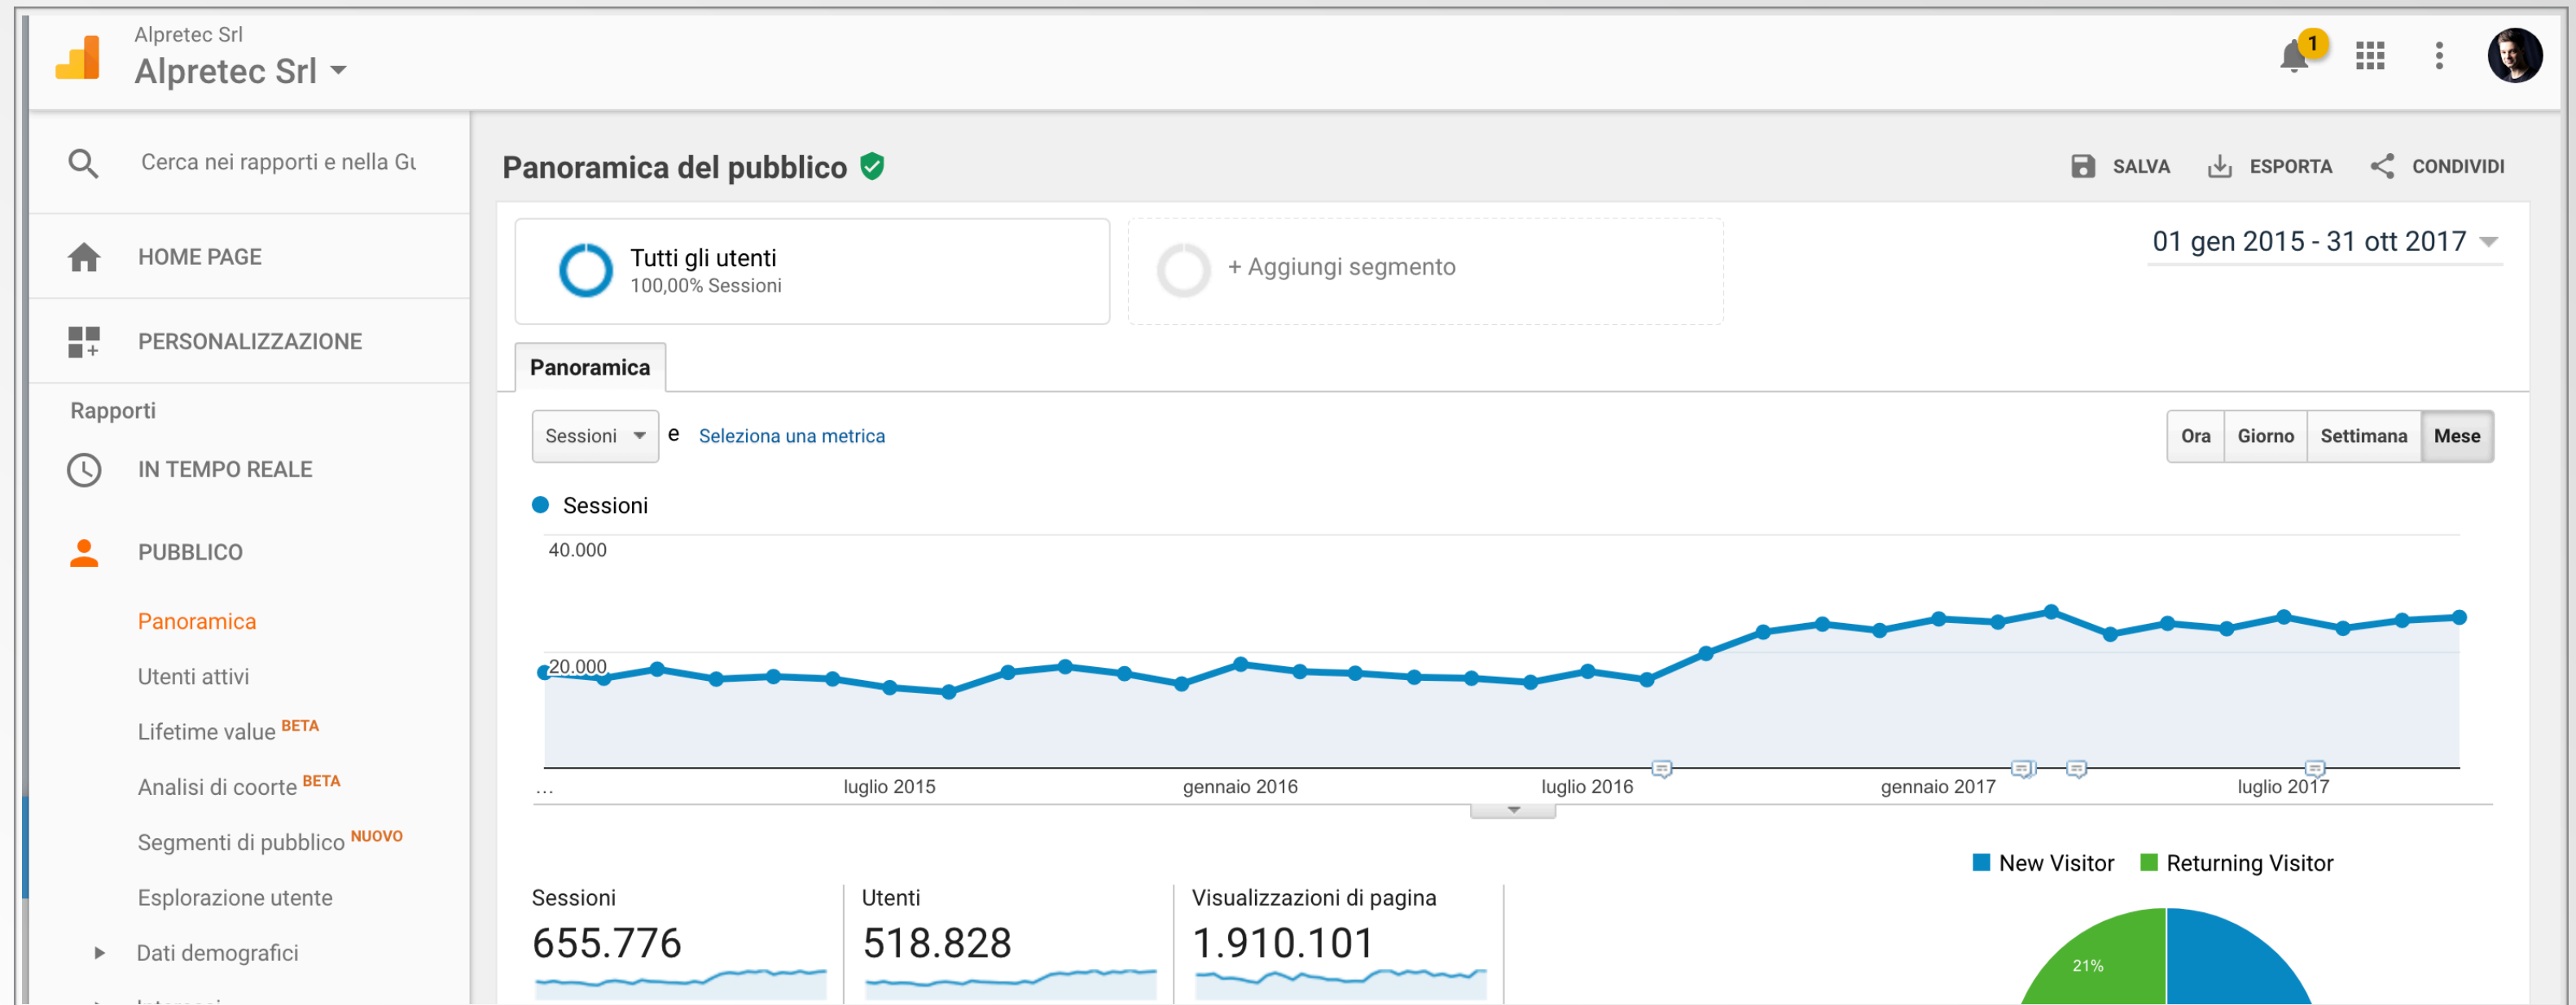 Alpretec Srl
Alpretec Srl
1
Cerca nei rapporti e nella Gu
HOME PAGE
PERSONALIZZAZIONE
Rapporti
IN TEMPO REALE
PUBBLICO
Panoramica
Utenti attivi
Lifetime value BETA
Analisi di coorte BETA
Segmenti di pubblico NUOVO
Esplorazione utente
Dati demografici
Panoramica del pubblico
SALVA
ESPORTA
CONDIVIDI
Tutti gli utenti
100,00% Sessioni
+ Aggiungi segmento
01 gen 2015 - 31 ott 2017
Panoramica
Sessioni e Seleziona una metrica
Ora Giorno Settimana Mese
Sessioni
40.000
20.000
... luglio 2015 gennaio 2016 luglio 2016 gennaio 2017 luglio 2017
New Visitor Returning Visitor
Sessioni
655.776
Utenti
518.828
Visualizzazioni di pagina
1.910.101
21%